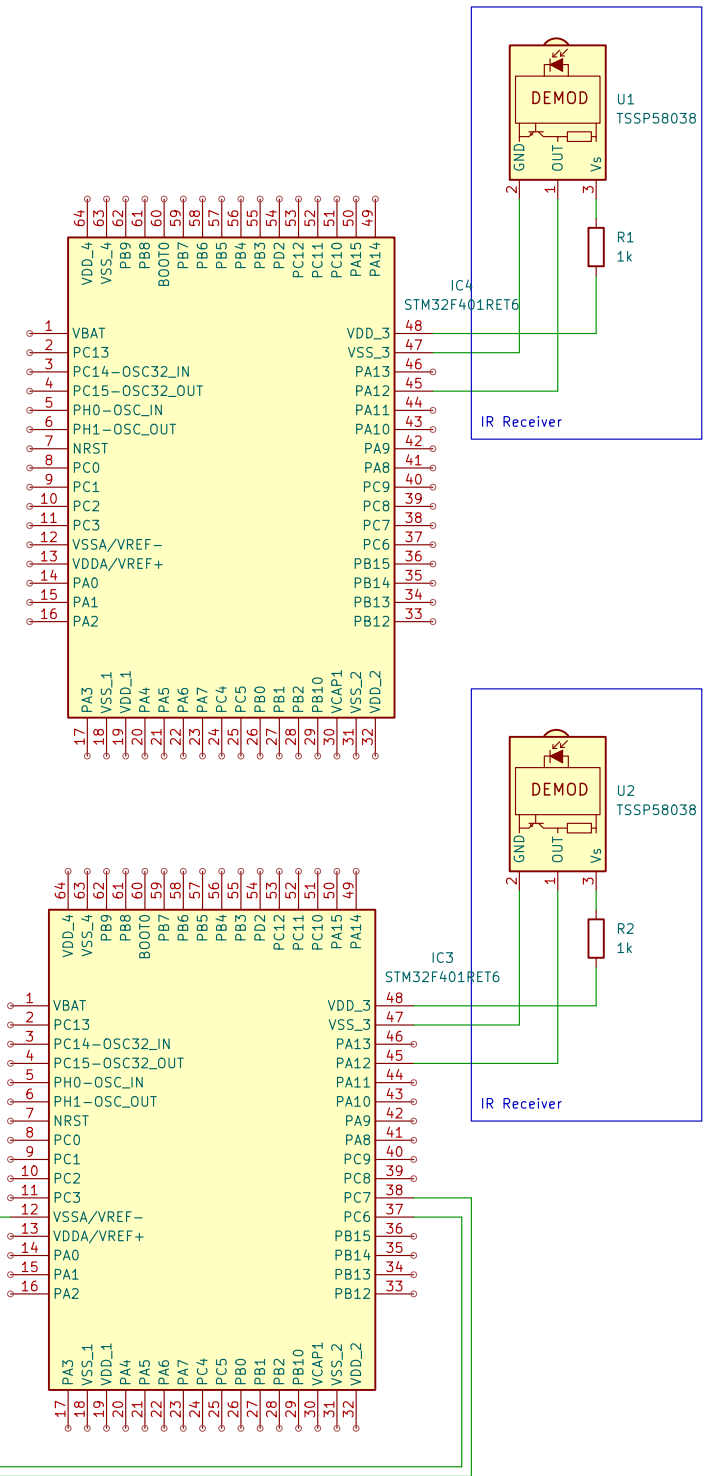 DEMOD
GND
OUT
Vs
2
1
3
U1
TSSP58038
R1
1k
IR Receiver
IC4
STM32F401RET6
64
63
62
61
60
59
58
57
56
55
54
53
52
51
50
49
VDD_4
VSS_4
PB9
PB8
BOOT0
PB7
PB6
PB5
PB4
PB3
PD2
PC12
PC11
PC10
PA15
PA14
1 VBAT
2 PC13
3 PC14-OSC32_IN
4 PC15-OSC32_OUT
5 PH0-OSC_IN
6 PH1-OSC_OUT
7 NRST
8 PC0
9 PC1
10 PC2
11 PC3
12 VSSA/VREF-
13 VDDA/VREF+
14 PA0
15 PA1
16 PA2
VDD_3 48
VSS_3 47
PA13 46
PA12 45
PA11 44
PA10 43
PA9 42
PA8 41
PC9 40
PC8 39
PC7 38
PC6 37
PB15 36
PB14 35
PB13 34
PB12 33
PA3
VSS_1
VDD_1
PA4
PA5
PA6
PA7
PC4
PC5
PB0
PB1
PB2
PB10
VCAP1
VSS_2
VDD_2
17
18
19
20
21
22
23
24
25
26
27
28
29
30
31
32
DEMOD
GND
OUT
Vs
2
1
3
U2
TSSP58038
R2
1k
IR Receiver
IC3
STM32F401RET6
64
63
62
61
60
59
58
57
56
55
54
53
52
51
50
49
VDD_4
VSS_4
PB9
PB8
BOOT0
PB7
PB6
PB5
PB4
PB3
PD2
PC12
PC11
PC10
PA15
PA14
1 VBAT
2 PC13
3 PC14-OSC32_IN
4 PC15-OSC32_OUT
5 PH0-OSC_IN
6 PH1-OSC_OUT
7 NRST
8 PC0
9 PC1
10 PC2
11 PC3
12 VSSA/VREF-
13 VDDA/VREF+
14 PA0
15 PA1
16 PA2
VDD_3 48
VSS_3 47
PA13 46
PA12 45
PA11 44
PA10 43
PA9 42
PA8 41
PC9 40
PC8 39
PC7 38
PC6 37
PB15 36
PB14 35
PB13 34
PB12 33
PA3
VSS_1
VDD_1
PA4
PA5
PA6
PA7
PC4
PC5
PB0
PB1
PB2
PB10
VCAP1
VSS_2
VDD_2
17
18
19
20
21
22
23
24
25
26
27
28
29
30
31
32